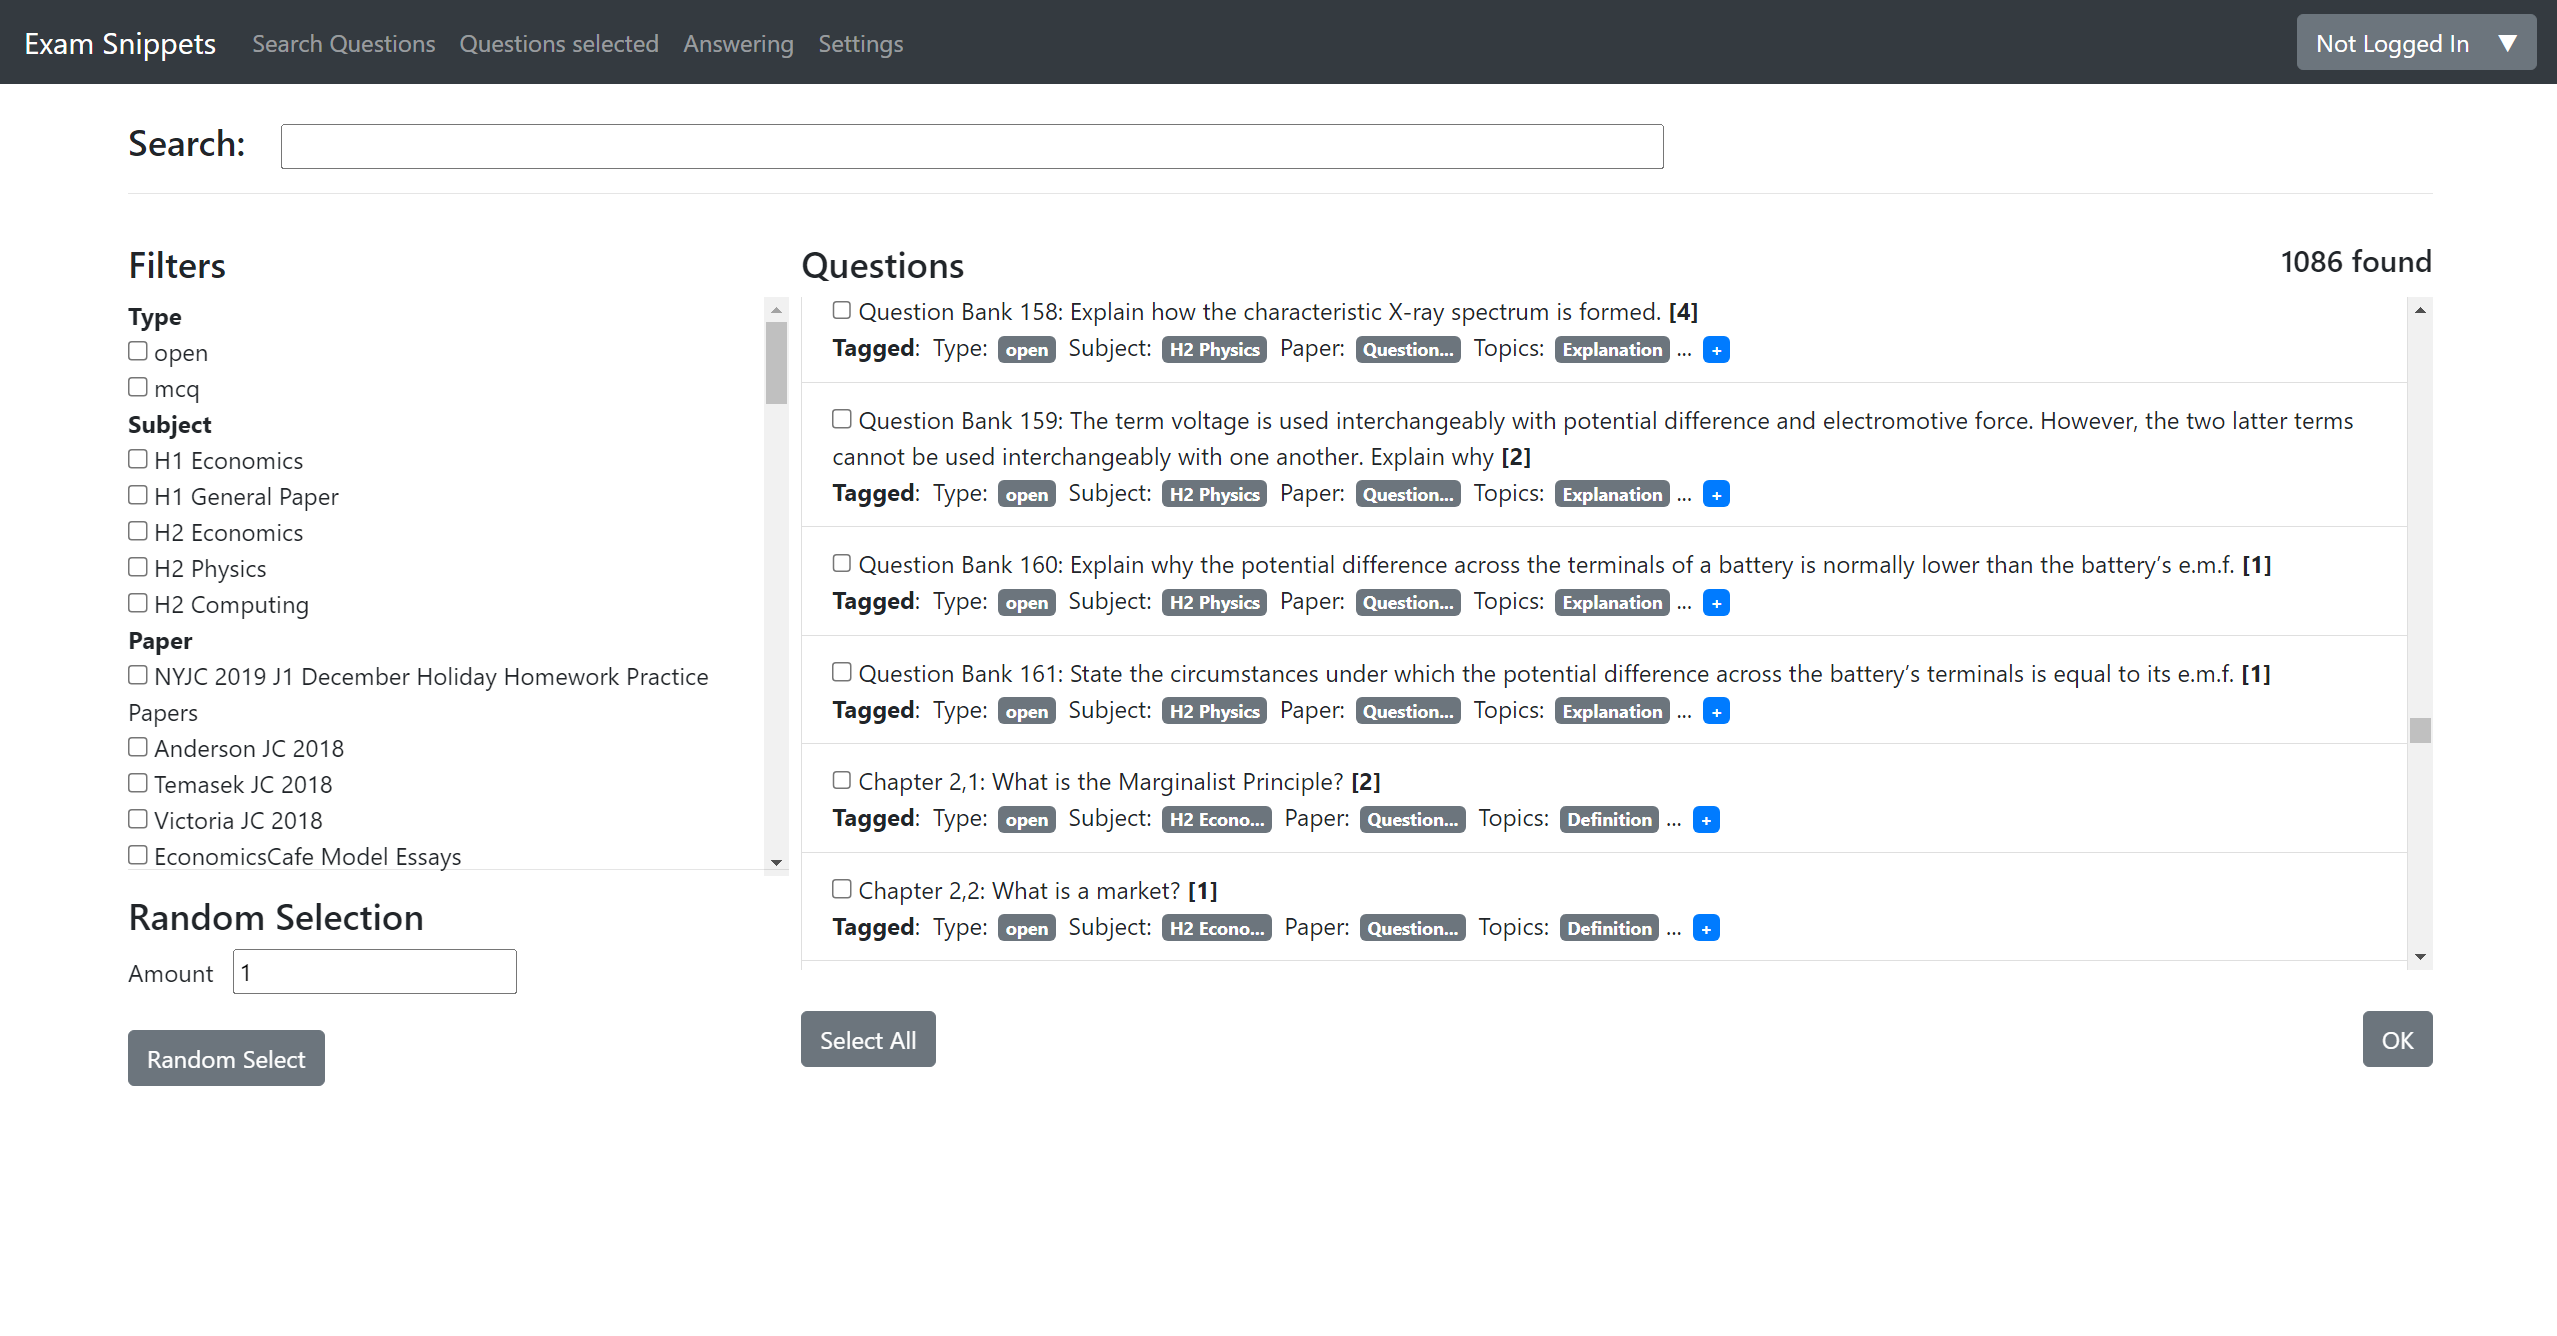 Exam Snippets Search Questions Questions selected Answering Settings Not Logged In ▼
Search:
Filters
Type
open
mcq
Subject
H1 Economics
H1 General Paper
H2 Economics
H2 Physics
H2 Computing
Paper
NYJC 2019 J1 December Holiday Homework Practice
Papers
Anderson JC 2018
Temasek JC 2018
Victoria JC 2018
EconomicsCafe Model Essays
Random Selection
Amount 1
Random Select
Questions 1086 found
Question Bank 158: Explain how the characteristic X-ray spectrum is formed. [4]
Tagged: Type: open Subject: H2 Physics Paper: Question... Topics: Explanation ... +
Question Bank 159: The term voltage is used interchangeably with potential difference and electromotive force. However, the two latter terms
cannot be used interchangeably with one another. Explain why [2]
Tagged: Type: open Subject: H2 Physics Paper: Question... Topics: Explanation ... +
Question Bank 160: Explain why the potential difference across the terminals of a battery is normally lower than the battery’s e.m.f. [1]
Tagged: Type: open Subject: H2 Physics Paper: Question... Topics: Explanation ... +
Question Bank 161: State the circumstances under which the potential difference across the battery’s terminals is equal to its e.m.f. [1]
Tagged: Type: open Subject: H2 Physics Paper: Question... Topics: Explanation ... +
Chapter 2,1: What is the Marginalist Principle? [2]
Tagged: Type: open Subject: H2 Econo... Paper: Question... Topics: Definition ... +
Chapter 2,2: What is a market? [1]
Tagged: Type: open Subject: H2 Econo... Paper: Question... Topics: Definition ... +
Select All OK